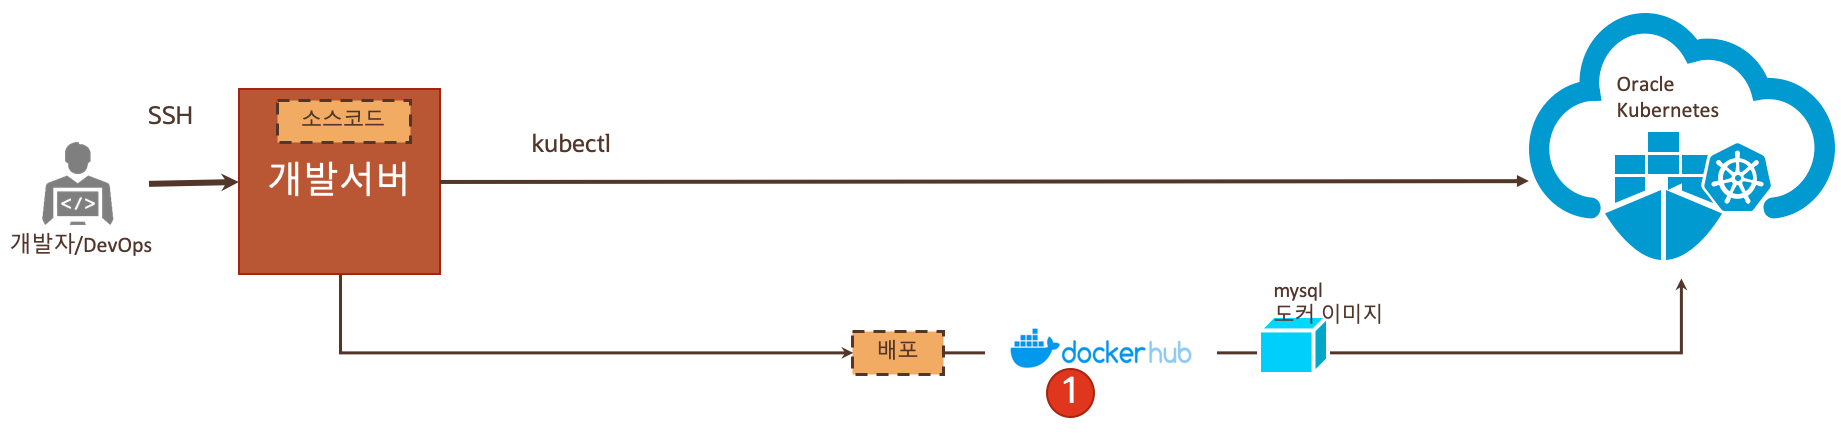 SSH
소스코드
개발서버
</>
개발자/DevOps
kubectl
Oracle
Kubernetes
배포
docker hub
1
mysql
도커 이미지